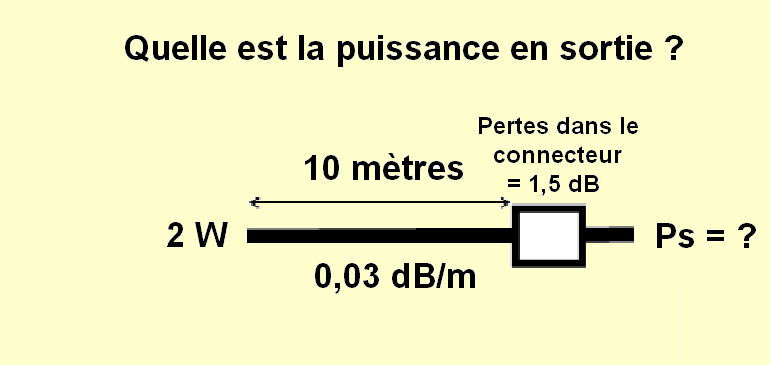 Quelle est la puissance en sortie ?
Pertes dans le
connecteur
= 1,5 dB
10 mètres
2 W
Ps = ?
0,03 dB/m